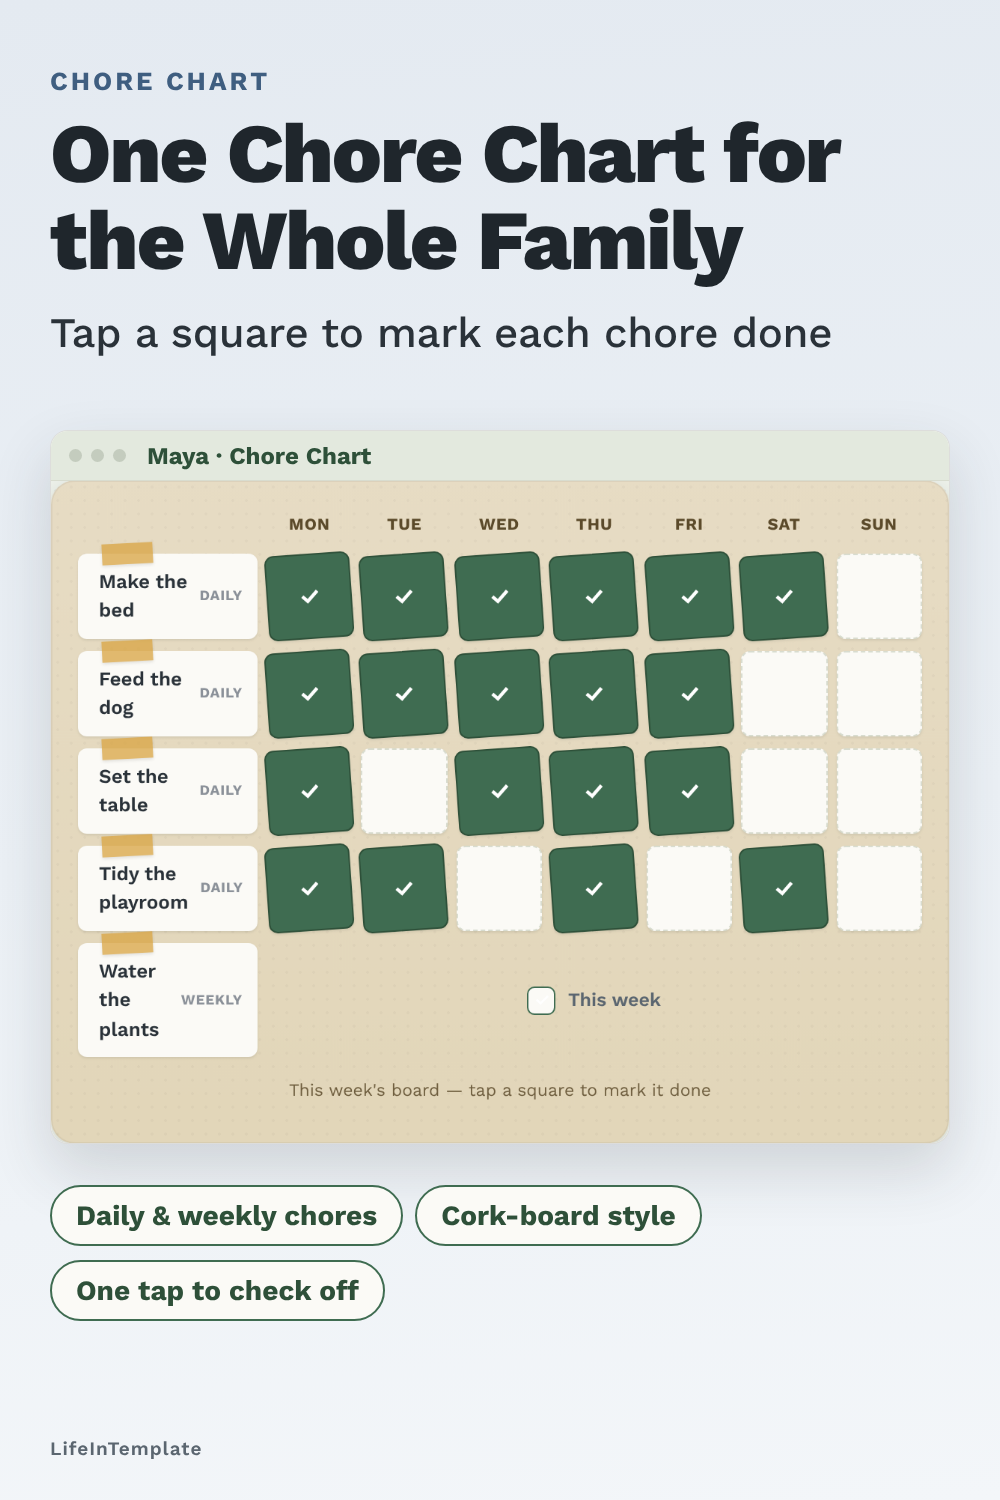 CHORE CHART
One Chore Chart for
the Whole Family
Tap a square to mark each chore done
Maya · Chore Chart
MON TUE WED THU FRI SAT SUN
Make the
bed
DAILY
Feed the
dog
DAILY
Set the
table
DAILY
Tidy the
playroom
DAILY
Water
the
plants
WEEKLY
This week
This week's board — tap a square to mark it done
Daily & weekly chores
Cork-board style
One tap to check off
LifeInTemplate